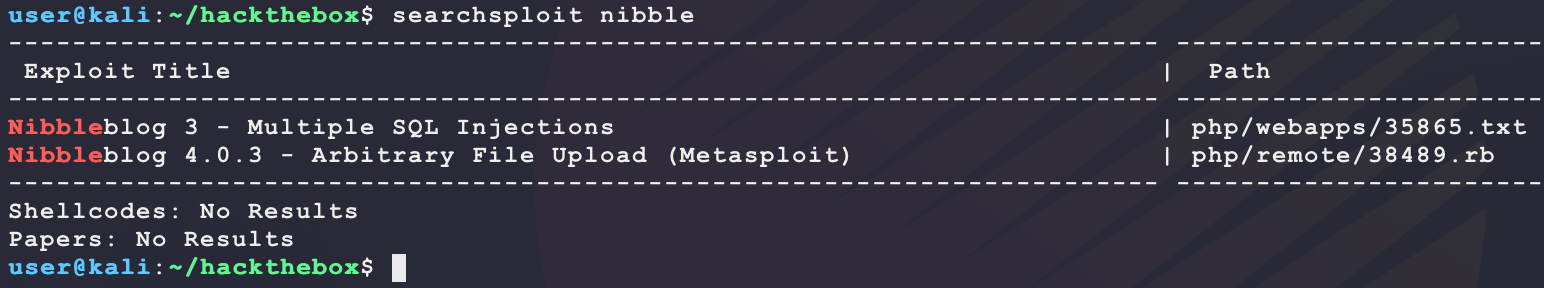 user@kali:~/hackthebox$ searchsploit nibble
------------------------------------------------------------------------ -----------------------
 Exploit Title                                                          |  Path
------------------------------------------------------------------------ -----------------------
Nibbleblog 3 - Multiple SQL Injections                                  | php/webapps/35865.txt
Nibbleblog 4.0.3 - Arbitrary File Upload (Metasploit)                   | php/remote/38489.rb
------------------------------------------------------------------------ -----------------------
Shellcodes: No Results
Papers: No Results
user@kali:~/hackthebox$